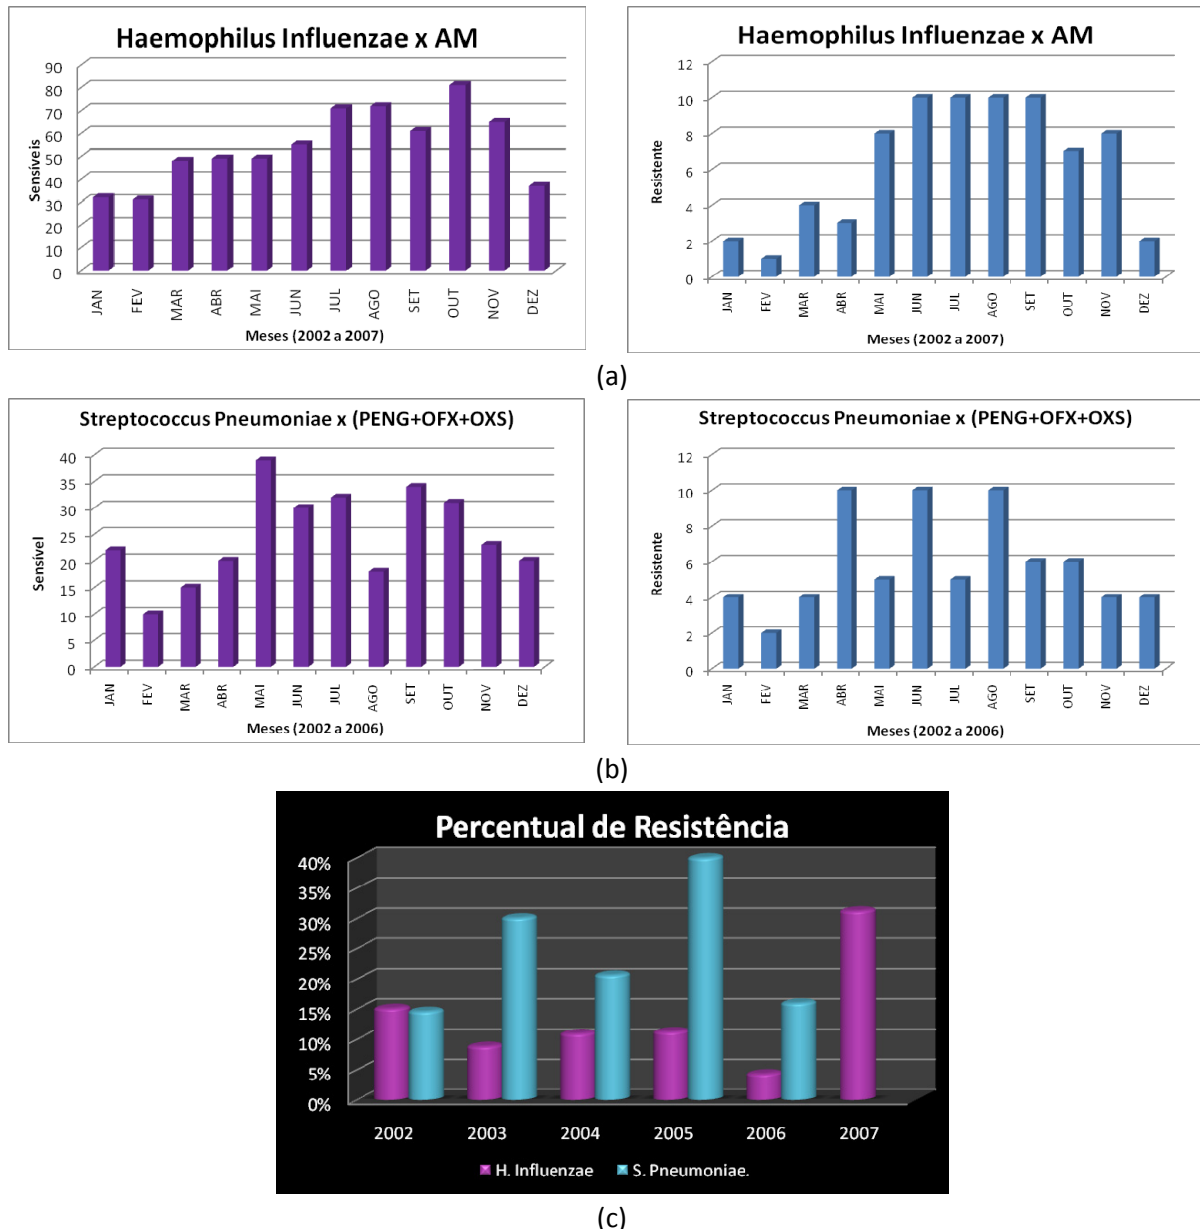 Haemophilus Influenzae x AM
Sensíveis
90
80
70
60
50
40
30
20
10
0
JAN FEV MAR ABR MAI JUN JUL AGO SET OUT NOV DEZ
Meses (2002 a 2007)
Haemophilus Influenzae x AM
Resistente
12
10
8
6
4
2
0
JAN FEV MAR ABR MAI JUN JUL AGO SET OUT NOV DEZ
Meses (2002 a 2007)
(a)
Streptococcus Pneumoniae x (PENG+OFX+OXS)
Sensível
40
35
30
25
20
15
10
5
0
JAN FEV MAR ABR MAI JUN JUL AGO SET OUT NOV DEZ
Meses (2002 a 2006)
Streptococcus Pneumoniae x (PENG+OFX+OXS)
Resistente
12
10
8
6
4
2
0
JAN FEV MAR ABR MAI JUN JUL AGO SET OUT NOV DEZ
Meses (2002 a 2006)
(b)
Percentual de Resistência
40%
35%
30%
25%
20%
15%
10%
5%
0%
2002 2003 2004 2005 2006 2007
H. Influenzae S. Pneumoniae.
(c)